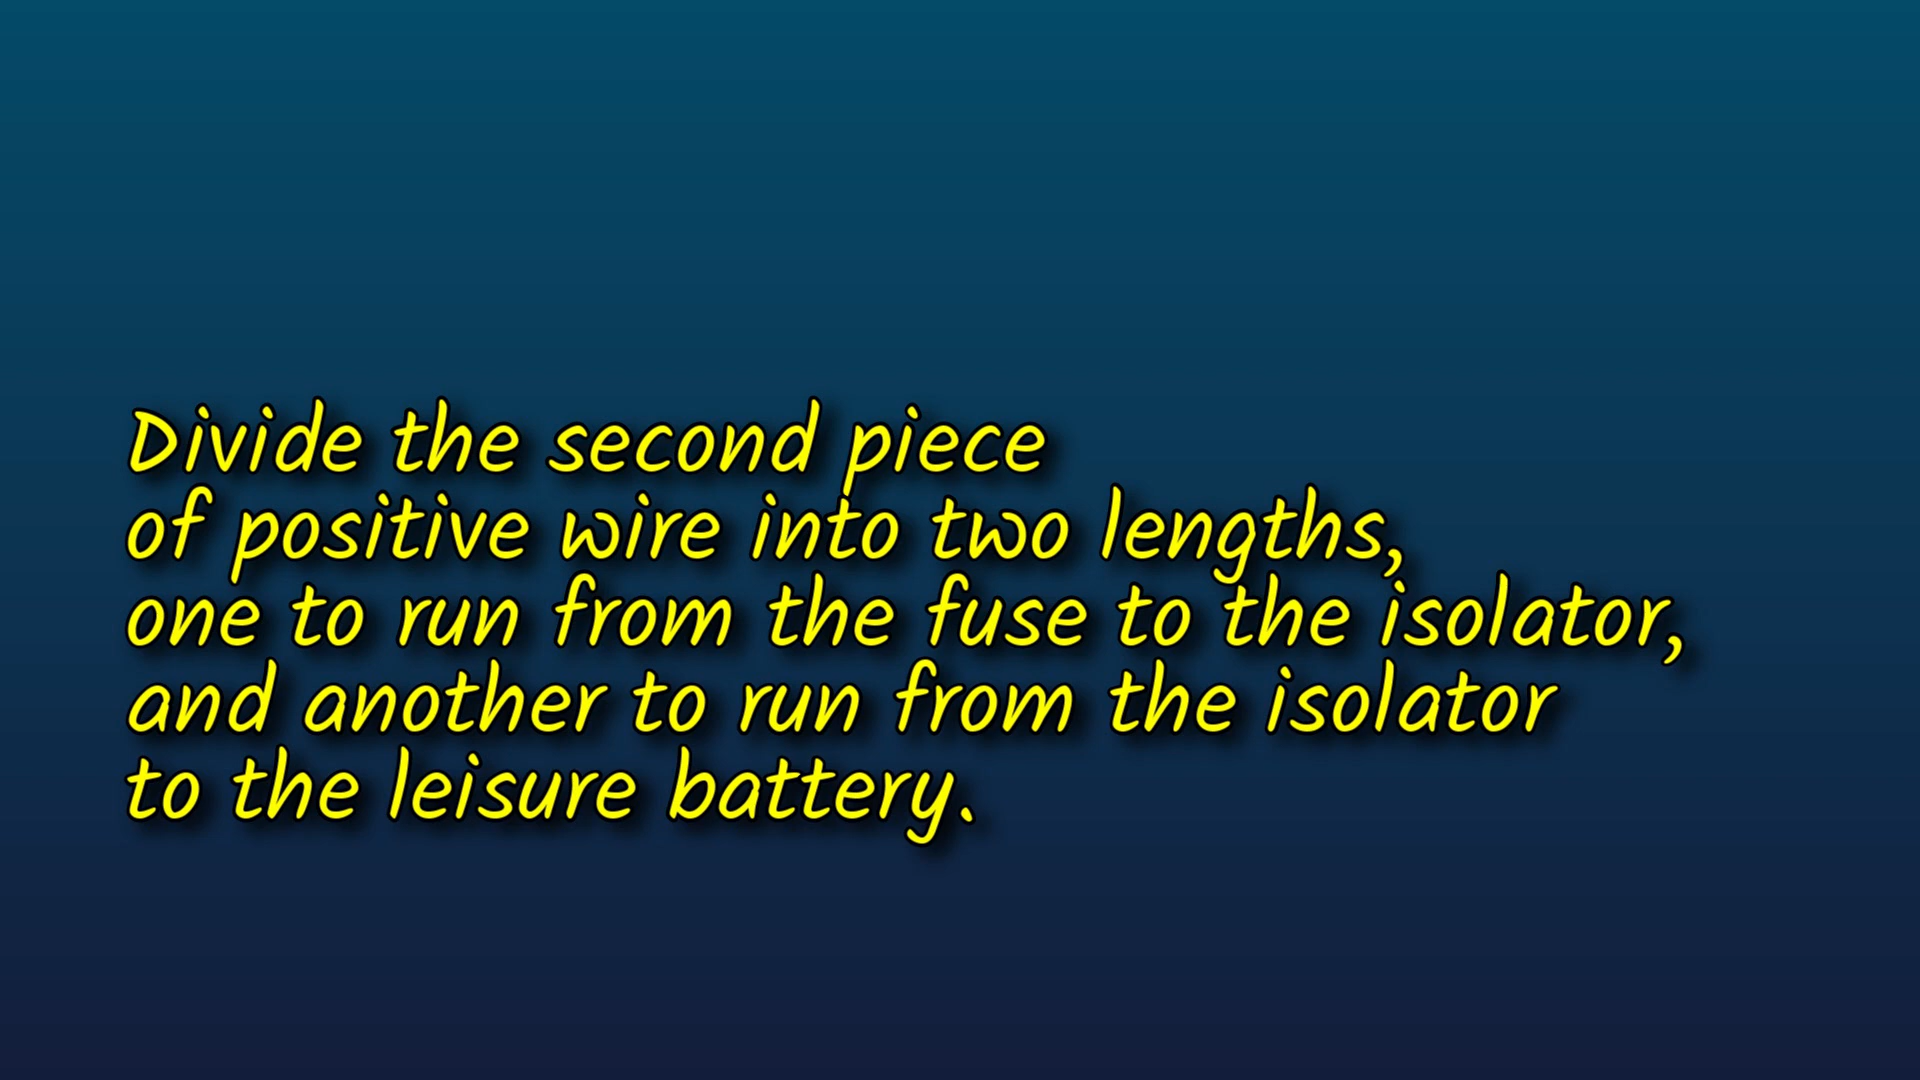 Divide the second piece
of positive wire into two lengths,
one to run from the fuse to the isolator,
and another to run from the isolator
to the leisure battery.